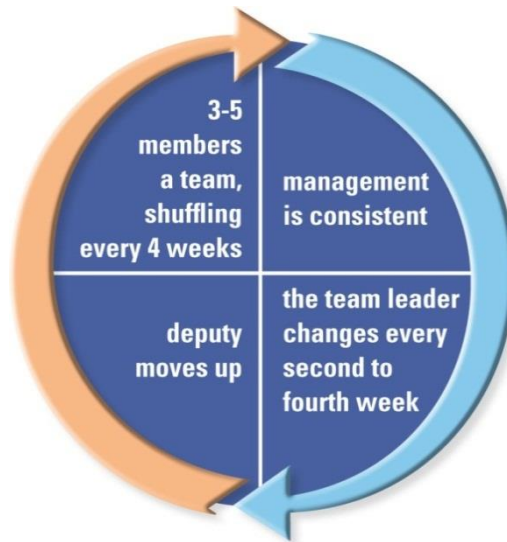 3-5
members
a team,
shuffling
every 4 weeks
management
is consistent
deputy
moves up
the team leader
changes every
second to
fourth week